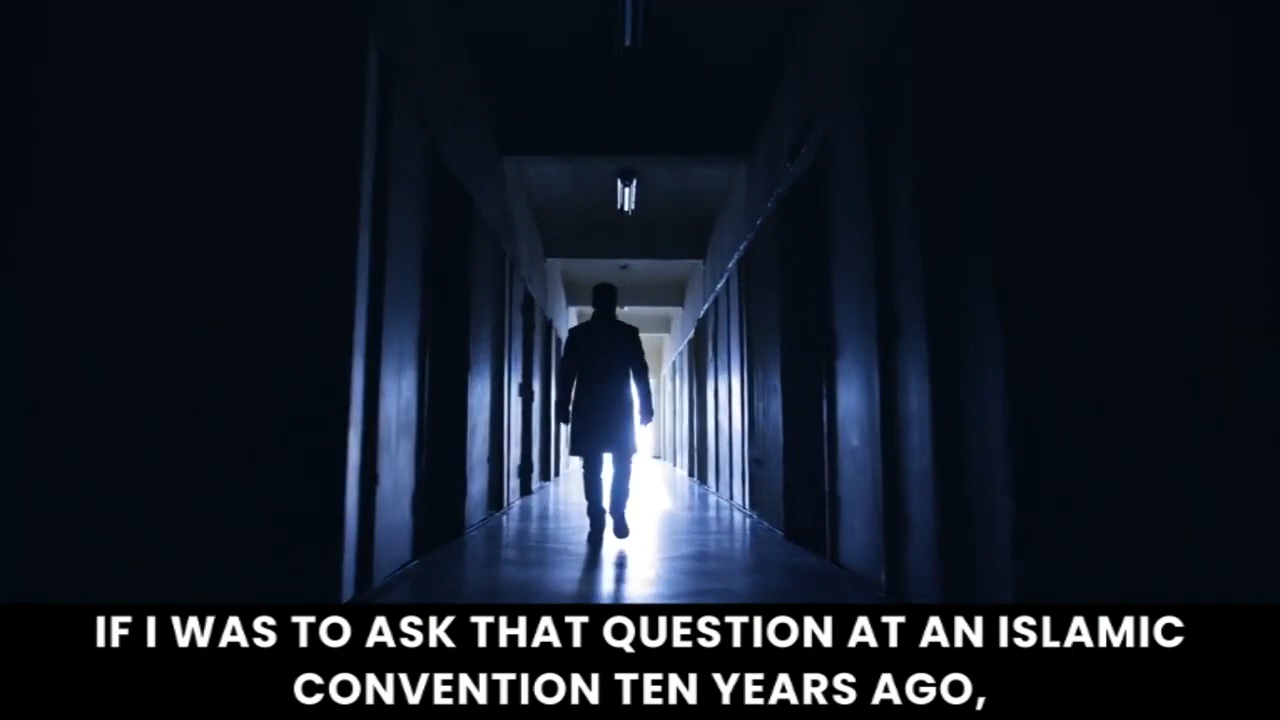 IF I WAS TO ASK THAT QUESTION AT AN ISLAMIC
CONVENTION TEN YEARS AGO,